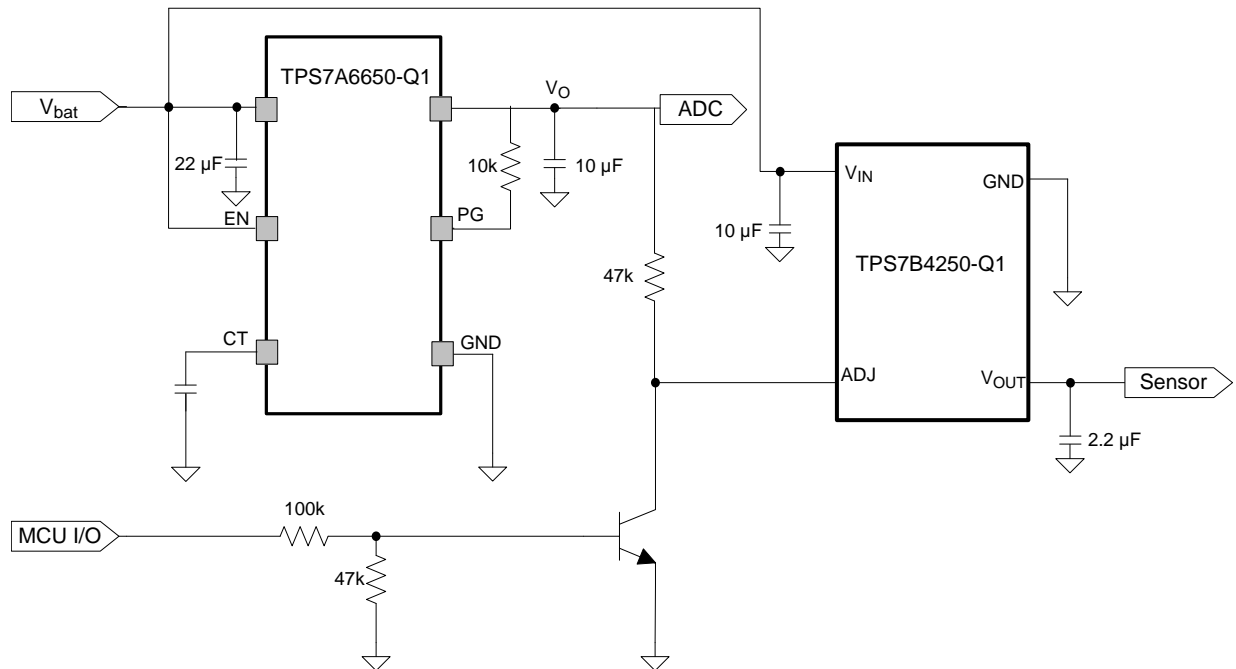 TPS7A6650-Q1
V_bat
V_O
ADC
22 µF
10k
10 µF
EN
PG
V_IN
GND
10 µF
TPS7B4250-Q1
47k
CT
GND
ADJ
V_OUT
Sensor
2.2 µF
100k
MCU I/O
47k